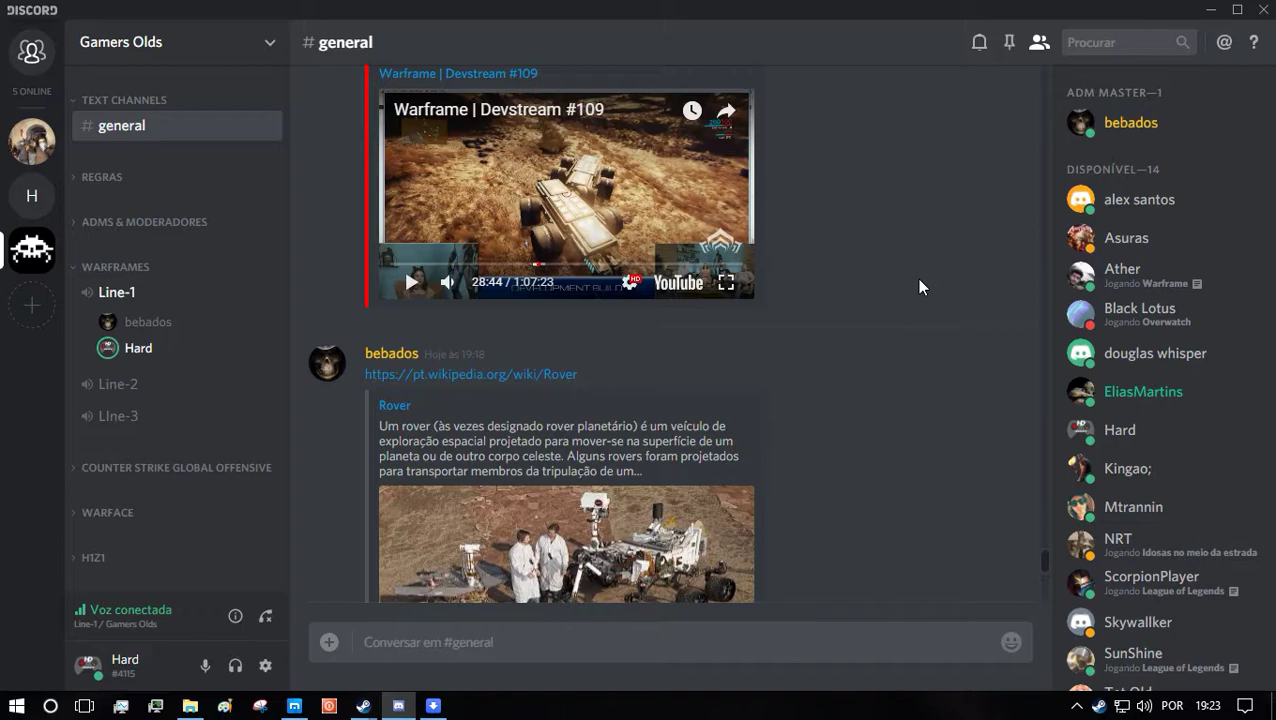 DISCORD
5 ONLINE
H
Gamers Olds
TEXT CHANNELS
# general
REGRAS
ADMS & MODERADORES
WARFRAMES
Line-1
bebados
Hard
Line-2
LIne-3
COUNTER STRIKE GLOBAL OFFENSIVE
WARFACE
H1Z1
Voz conectada
Line-1 / Gamers Olds
Hard
#4115
# general
Procurar
@ ?
Warframe | Devstream #109
Warframe | Devstream #109
28:44 / 1:07:23
HD
YouTube
DEVELOPMENT BUILD
bebados Hoje às 19:18
https://pt.wikipedia.org/wiki/Rover
Rover
Um rover (às vezes designado rover planetário) é um veículo de
exploração espacial projetado para mover-se na superfície de um
planeta ou de outro corpo celeste. Alguns rovers foram projetados
para transportar membros da tripulação de um...
Conversar em #general
ADM MASTER—1
bebados
DISPONÍVEL—14
alex santos
Asuras
Ather
Jogando Warframe
Black Lotus
Jogando Overwatch
douglas whisper
EliasMartins
Hard
Kingao;
Mtrannin
NRT
Jogando Idosas no meio da estrada
ScorpionPlayer
Jogando League of Legends
Skywallker
SunShine
Jogando League of Legends
POR 19:23